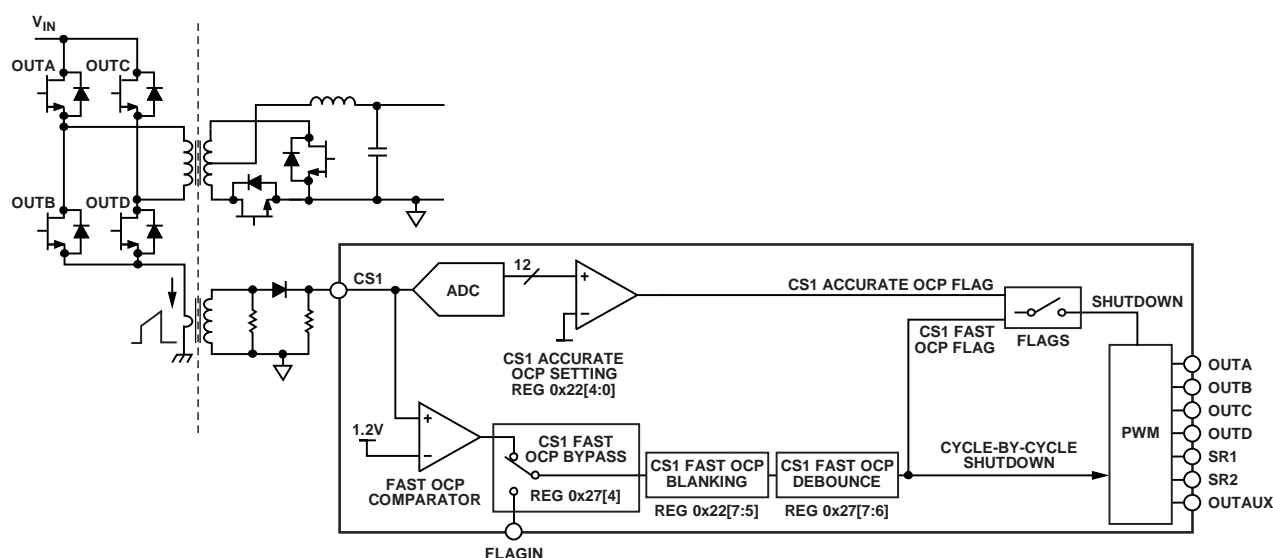 VIN
OUTA
OUTC
OUTB
OUTD
CS1
ADC
12
+
−
CS1 ACCURATE
OCP SETTING
REG 0x22[4:0]
CS1 ACCURATE OCP FLAG
CS1 FAST
OCP FLAG
FLAGS
SHUTDOWN
1.2V
+
−
FAST OCP
COMPARATOR
CS1 FAST
OCP BYPASS
REG 0x27[4]
FLAGIN
CS1 FAST OCP
BLANKING
REG 0x22[7:5]
CS1 FAST OCP
DEBOUNCE
REG 0x27[7:6]
CYCLE-BY-CYCLE
SHUTDOWN
PWM
OUTA
OUTB
OUTC
OUTD
SR1
SR2
OUTAUX